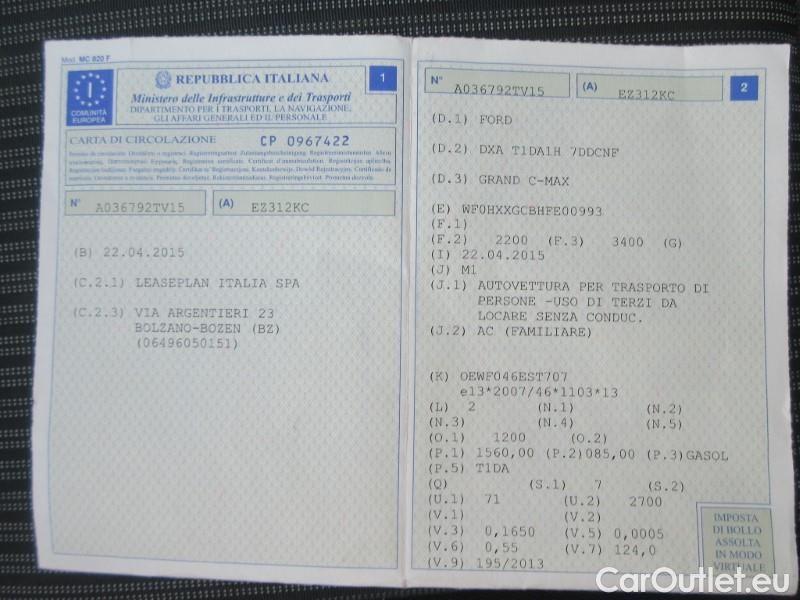 Mod. MC 820 F
I
COMUNITÀ
EUROPEA
REPUBBLICA ITALIANA
1
Ministero delle Infrastrutture e dei Trasporti
DIPARTIMENTO PER I TRASPORTI, LA NAVIGAZIONE,
GLI AFFARI GENERALI ED IL PERSONALE
CARTA DI CIRCOLAZIONE CP 0967422
N° A036792TV15 (A) EZ312KC
(B) 22.04.2015
(C.2.1) LEASEPLAN ITALIA SPA
(C.2.3) VIA ARGENTIERI 23
BOLZANO-BOZEN (BZ)
(06496050151)
N° A036792TV15 (A) EZ312KC 2
(D.1) FORD
(D.2) DXA T1DA1H 7DDCNF
(D.3) GRAND C-MAX
(E) WF0HXXGCBHFE00993
(F.1)
(F.2) 2200 (F.3) 3400 (G)
(I) 22.04.2015
(J) M1
(J.1) AUTOVETTURA PER TRASPORTO DI
PERSONE -USO DI TERZI DA
LOCARE SENZA CONDUC.
(J.2) AC (FAMILIARE)
(K) OEWF046EST707
e13*2007/46*1103*13
(L) 2 (N.1) (N.2)
(N.3) (N.4) (N.5)
(O.1) 1200 (O.2)
(P.1) 1560,00 (P.2)085,00 (P.3)GASOL
(P.5) T1DA
(Q) (S.1) 7 (S.2)
(U.1) 71 (U.2) 2700
(V.1) (V.2)
(V.3) 0,1650 (V.5) 0,0005
(V.6) 0,55 (V.7) 124,0
(V.9) 195/2013
IMPOSTA
DI BOLLO
ASSOLTA
IN MODO
VIRTUALE
CarOutlet.eu